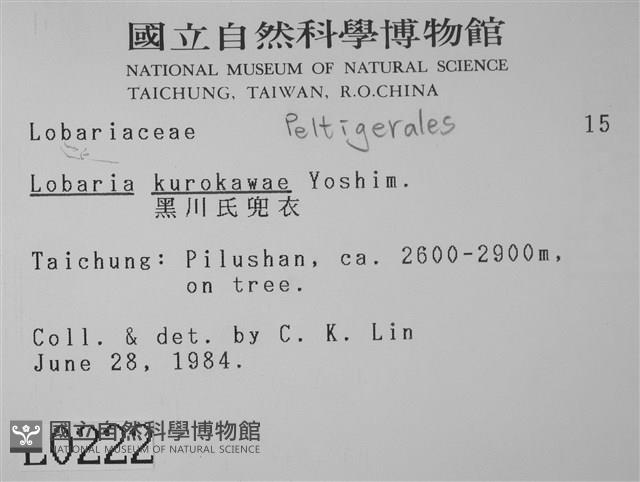 國立自然科學博物館
NATIONAL MUSEUM OF NATURAL SCIENCE
TAICHUNG, TAIWAN, R.O.CHINA
Lobariaceae Peltigerales 15
Lobaria kurokawae Yoshim.
黑川氏兜衣
Taichung: Pilushan, ca. 2600-2900m,
on tree.
Coll. & det. by C. K. Lin
June 28, 1984.
國立自然科學博物館
NATIONAL MUSEUM OF NATURAL SCIENCE
L0222